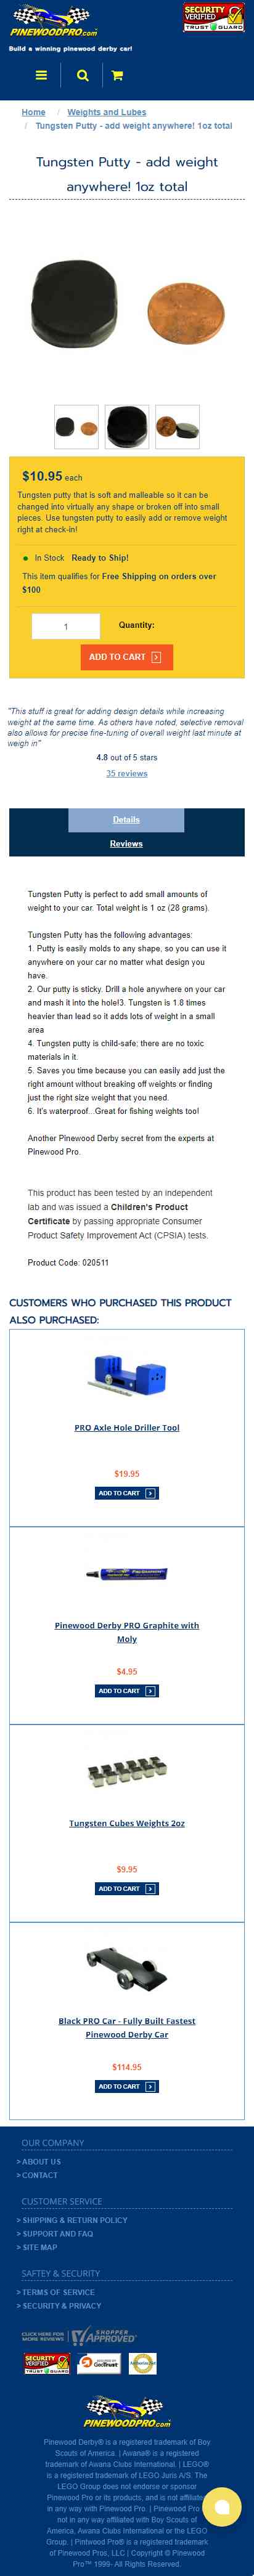 PINEWOODPRO.com
Build a winning pinewood derby car!
SECURITY
VERIFIED
TRUST GUARD
Home / Weights and Lubes
/ Tungsten Putty - add weight anywhere! 1oz total
Tungsten Putty - add weight
anywhere! 1oz total
$10.95 each
Tungsten putty that is soft and malleable so it can be
changed into virtually any shape or broken off into small
pieces. Use tungsten putty to easily add or remove weight
right at check-in!
In Stock Ready to Ship!
This item qualifies for Free Shipping on orders over
$100
1
Quantity:
ADD TO CART
"This stuff is great for adding design details while increasing
weight at the same time. As others have noted, selective removal
also allows for precise fine-tuning of overall weight last minute at
weigh in"
4.8 out of 5 stars
35 reviews
Details
Reviews
Tungsten Putty is perfect to add small amounts of
weight to your car. Total weight is 1 oz (28 grams).
Tungsten Putty has the following advantages:
1. Putty is easily molds to any shape, so you can use it
anywhere on your car no matter what design you
have.
2. Our putty is sticky. Drill a hole anywhere on your car
and mash it into the hole!3. Tungsten is 1.8 times
heavier than lead so it adds lots of weight in a small
area
4. Tungsten putty is child-safe: there are no toxic
materials in it.
5. Saves you time because you can easily add just the
right amount without breaking off weights or finding
just the right size weight that you need.
6. It's waterproof...Great for fishing weights too!
Another Pinewood Derby secret from the experts at
Pinewood Pro.
This product has been tested by an independent
lab and was issued a Children's Product
Certificate by passing appropriate Consumer
Product Safety Improvement Act (CPSIA) tests.
Product Code: 020511
CUSTOMERS WHO PURCHASED THIS PRODUCT
ALSO PURCHASED:
PRO Axle Hole Driller Tool
$19.95
ADD TO CART
Pinewood Derby PRO Graphite with
Moly
$4.95
ADD TO CART
Tungsten Cubes Weights 2oz
$9.95
ADD TO CART
Black PRO Car - Fully Built Fastest
Pinewood Derby Car
$114.95
ADD TO CART
OUR COMPANY
> ABOUT US
> CONTACT
CUSTOMER SERVICE
> SHIPPING & RETURN POLICY
> SUPPORT AND FAQ
> SITE MAP
SAFTEY & SECURITY
> TERMS OF SERVICE
> SECURITY & PRIVACY
CLICK HERE FOR
MORE REVIEWS
SHOPPER
APPROVED
SECURITY
VERIFIED
TRUST GUARD
GeoTrust
PINEWOODPRO.com
Pinewood Derby® is a registered trademark of Boy
Scouts of America. | Awana® is a registered
trademark of Awana Clubs International. | LEGO®
is a registered trademark of LEGO Juris A/S. The
LEGO Group does not endorse or sponsor
Pinewood Pro or its products, and is not affiliated
in any way with Pinewood Pro. | Pinewood Pro is
not in any way affiliated with Boy Scouts of
America, Awana Clubs International or the LEGO
Group. | Pintwood Pro® is a registered trademark
of Pinewood Pros, LLC | Copyright © Pinewood
Pro™ 1999- All Rights Reserved.